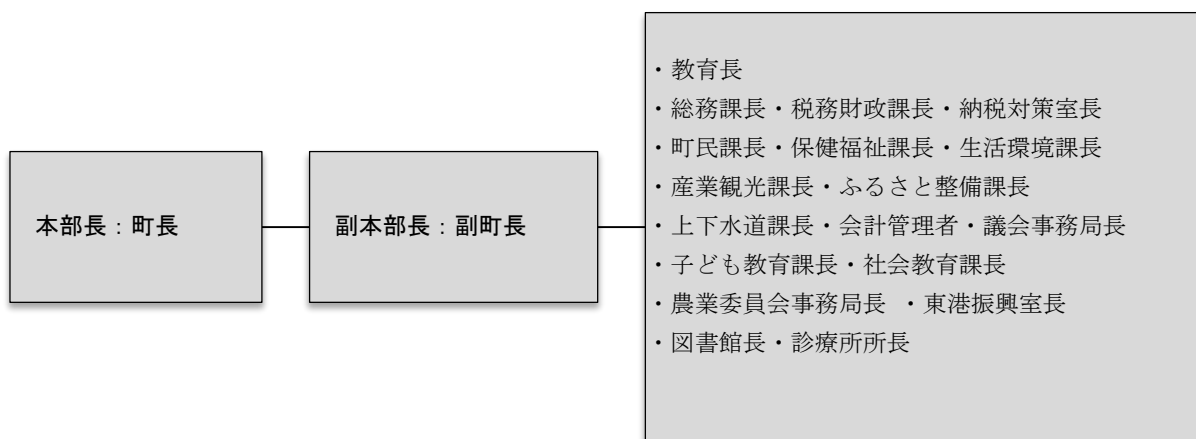 本部長：町長
副本部長：副町長
・教育長
・総務課長・税務財政課長・納税対策室長
・町民課長・保健福祉課長・生活環境課長
・産業観光課長・ふるさと整備課長
・上下水道課長・会計管理者・議会事務局長
・子ども教育課長・社会教育課長
・農業委員会事務局長 ・東港振興室長
・図書館長・診療所所長